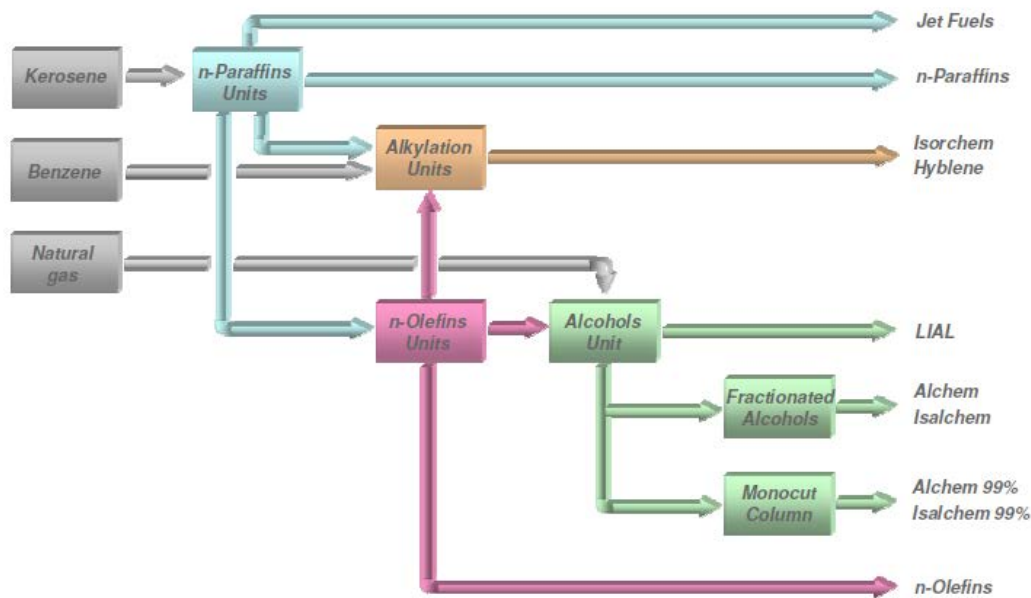 Jet Fuels
Kerosene
n-Paraffins
Units
n-Paraffins
Benzene
Alkylation
Units
Isorchem
Hyblene
Natural
gas
n-Olefins
Units
Alcohols
Unit
LIAL
Fractionated
Alcohols
Alchem
Isalchem
Monocut
Column
Alchem 99%
Isalchem 99%
n-Olefins